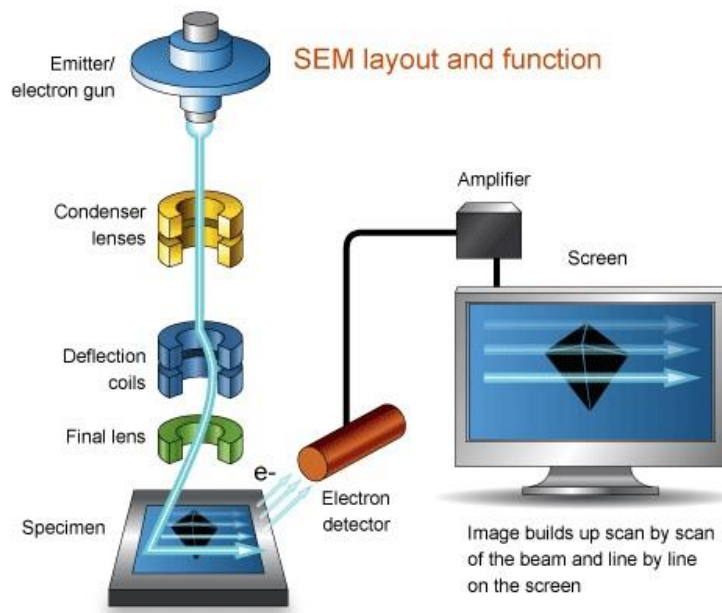 SEM layout and function
Emitter/
electron gun
Condenser
lenses
Amplifier
Screen
Deflection
coils
Final lens
e-
Electron
detector
Specimen
Image builds up scan by scan
of the beam and line by line
on the screen